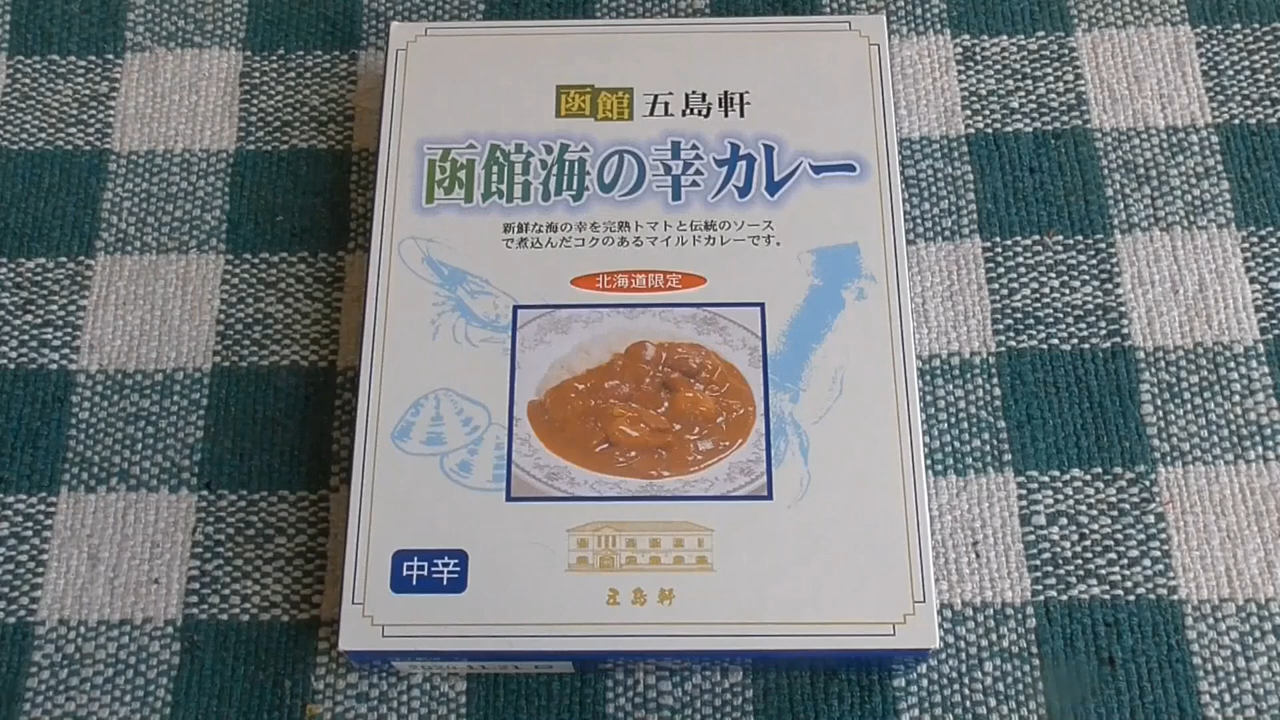 函館 五島軒
函館海の幸カレー
新鮮な海の幸を完熟トマトと伝統のソース
で煮込んだコクのあるマイルドカレーです。
北海道限定
中辛
五島軒